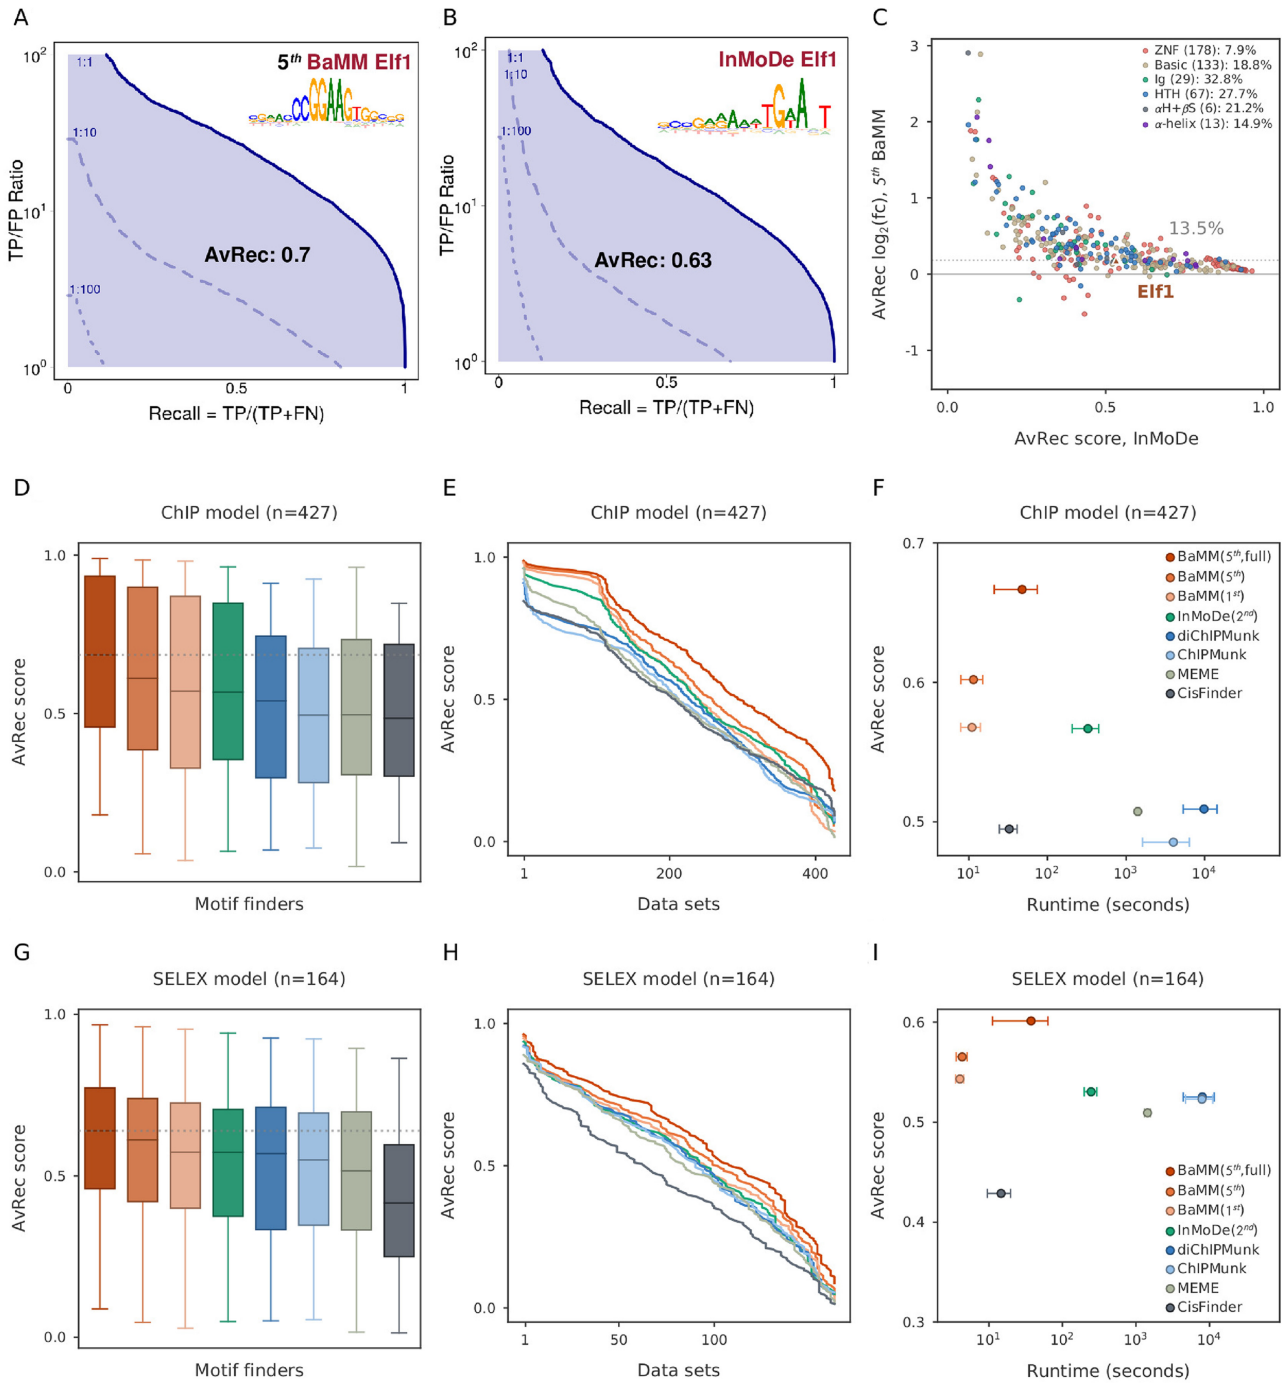 A
10²
10¹
10⁰
TP/FP Ratio
1:1
1:10
1:100
5th BaMM Elf1
AvRec: 0.7
0
0.5
1
Recall = TP/(TP+FN)
B
10²
10¹
10⁰
TP/FP Ratio
1:1
1:10
1:100
InMoDe Elf1
AvRec: 0.63
0
0.5
1
Recall = TP/(TP+FN)
C
3
2
1
0
-1
AvRec log₂(fc), 5th BaMM
ZNF (178): 7.9%
Basic (133): 18.8%
Ig (29): 32.8%
HTH (67): 27.7%
αH+βS (6): 21.2%
α-helix (13): 14.9%
13.5%
Elf1
0.0
0.5
1.0
AvRec score, InMoDe
D
ChIP model (n=427)
1.0
0.5
0.0
AvRec score
Motif finders
E
ChIP model (n=427)
1.0
0.5
0.0
AvRec score
1
200
400
Data sets
F
ChIP model (n=427)
0.7
0.6
0.5
AvRec score
BaMM(5th,full)
BaMM(5th)
BaMM(1st)
InMoDe(2nd)
diChIPMunk
ChIPMunk
MEME
CisFinder
10¹
10²
10³
10⁴
Runtime (seconds)
G
SELEX model (n=164)
1.0
0.5
0.0
AvRec score
Motif finders
H
SELEX model (n=164)
1.0
0.5
0.0
AvRec score
1
50
100
Data sets
I
SELEX model (n=164)
0.6
0.5
0.4
0.3
AvRec score
BaMM(5th,full)
BaMM(5th)
BaMM(1st)
InMoDe(2nd)
diChIPMunk
ChIPMunk
MEME
CisFinder
10¹
10²
10³
10⁴
Runtime (seconds)